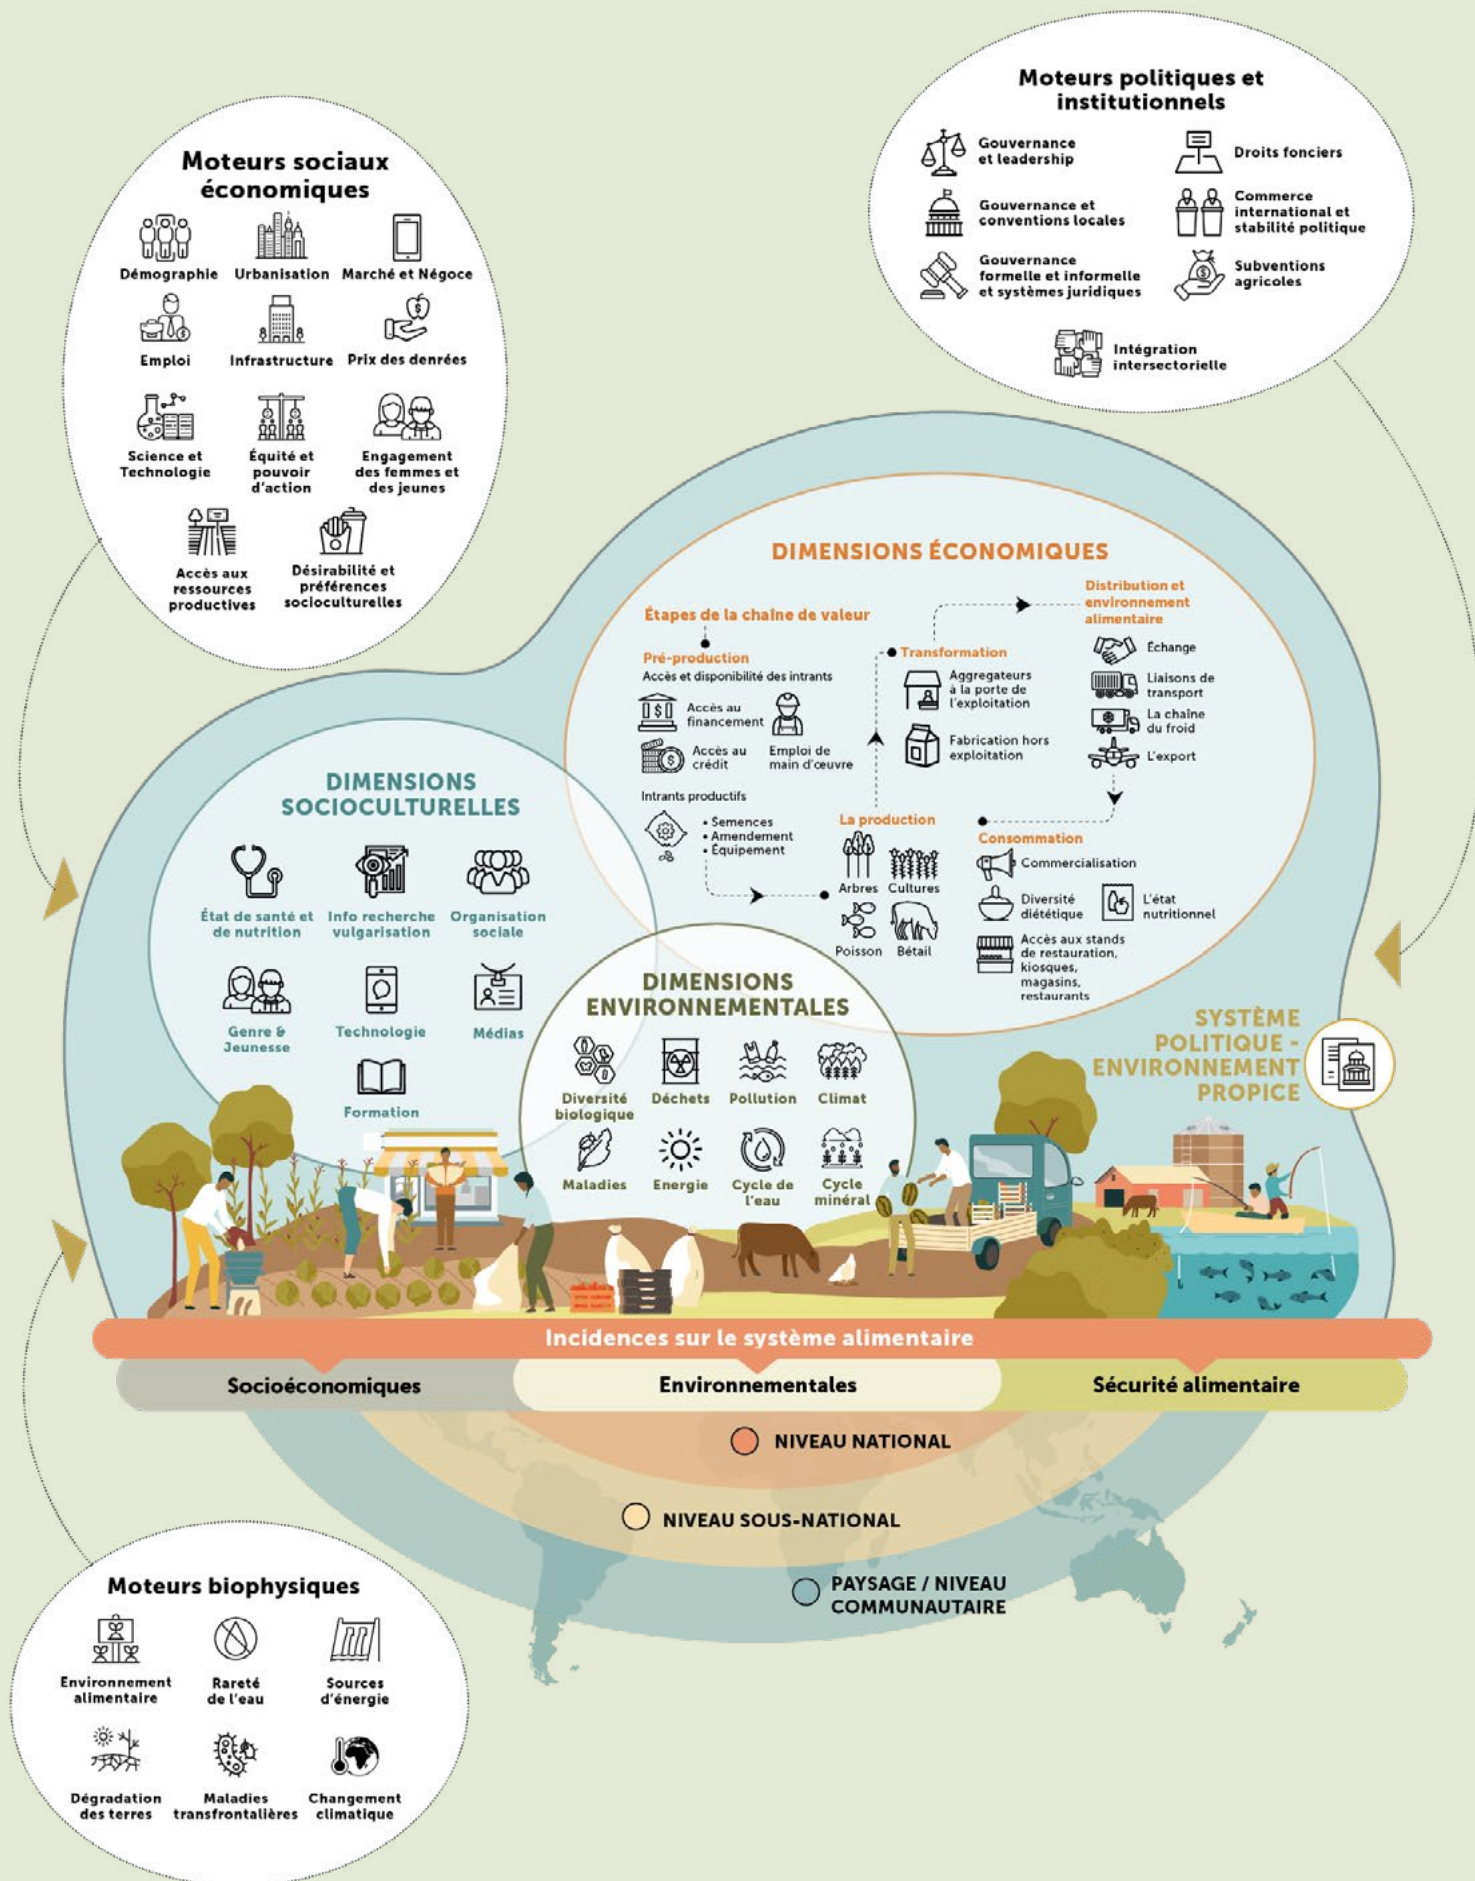 Moteurs politiques et
institutionnels
Gouvernance
et leadership
Droits fonciers
Gouvernance et
conventions locales
Commerce
international et
stabilité politique
Gouvernance
formelle et informelle
et systèmes juridiques
Subventions
agricoles
Intégration
intersectorielle
Moteurs sociaux
économiques
Démographie
Urbanisation
Marché et Négoce
Emploi
Infrastructure
Prix des denrées
Science et
Technologie
Équité et
pouvoir
d'action
Engagement
des femmes et
des jeunes
Accès aux
ressources
productives
Désirabilité et
préférences
socioculturelles
DIMENSIONS ÉCONOMIQUES
Étapes de la chaîne de valeur
Pré-production
Accès et disponibilité des intrants
Accès au
financement
Accès au
crédit
Emploi de
main d'œuvre
Intrants productifs
• Semences
• Amendement
• Équipement
La production
Arbres
Cultures
Poisson
Bétail
Transformation
Aggregateurs
à la porte de
l'exploitation
Fabrication hors
exploitation
Distribution et
environnement
alimentaire
Échange
Liaisons de
transport
La chaîne
du froid
L'export
Consommation
Commercialisation
Diversité
diététique
L'état
nutritionnel
Accès aux stands
de restauration,
kiosques,
magasins,
restaurants
DIMENSIONS
SOCIOCULTURELLES
État de santé et
de nutrition
Info recherche
vulgarisation
Organisation
sociale
Genre &
Jeunesse
Technologie
Médias
Formation
DIMENSIONS
ENVIRONNEMENTALES
Diversité
biologique
Déchets
Pollution
Climat
Maladies
Energie
Cycle de
l'eau
Cycle
minéral
SYSTÈME
POLITIQUE -
ENVIRONNEMENT
PROPICE
Incidences sur le système alimentaire
Socioéconomiques
Environnementales
Sécurité alimentaire
NIVEAU NATIONAL
NIVEAU SOUS-NATIONAL
PAYSAGE / NIVEAU
COMMUNAUTAIRE
Moteurs biophysiques
Environnement
alimentaire
Rareté
de l'eau
Sources
d'énergie
Dégradation
des terres
Maladies
transfrontalières
Changement
climatique